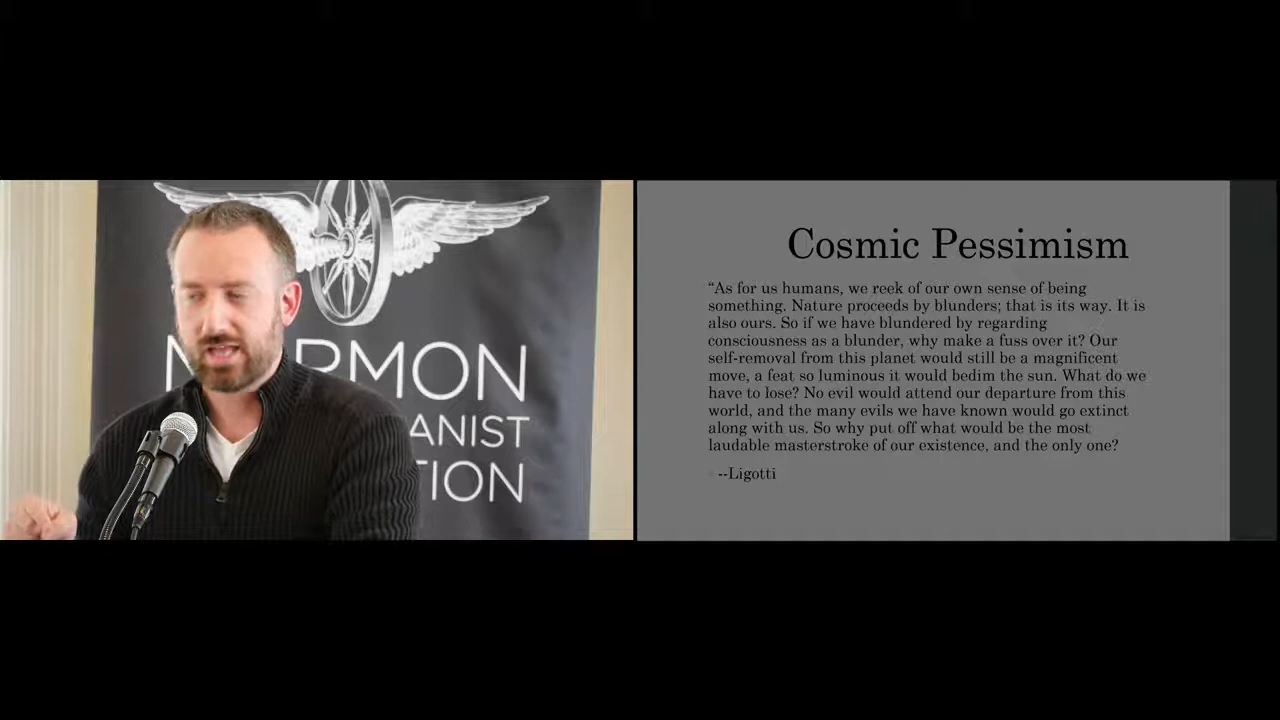 MORMON
ANIST
TION
Cosmic Pessimism
“As for us humans, we reek of our own sense of being
something. Nature proceeds by blunders; that is its way. It is
also ours. So if we have blundered by regarding
consciousness as a blunder, why make a fuss over it? Our
self-removal from this planet would still be a magnificent
move, a feat so luminous it would bedim the sun. What do we
have to lose? No evil would attend our departure from this
world, and the many evils we have known would go extinct
along with us. So why put off what would be the most
laudable masterstroke of our existence, and the only one?
--Ligotti